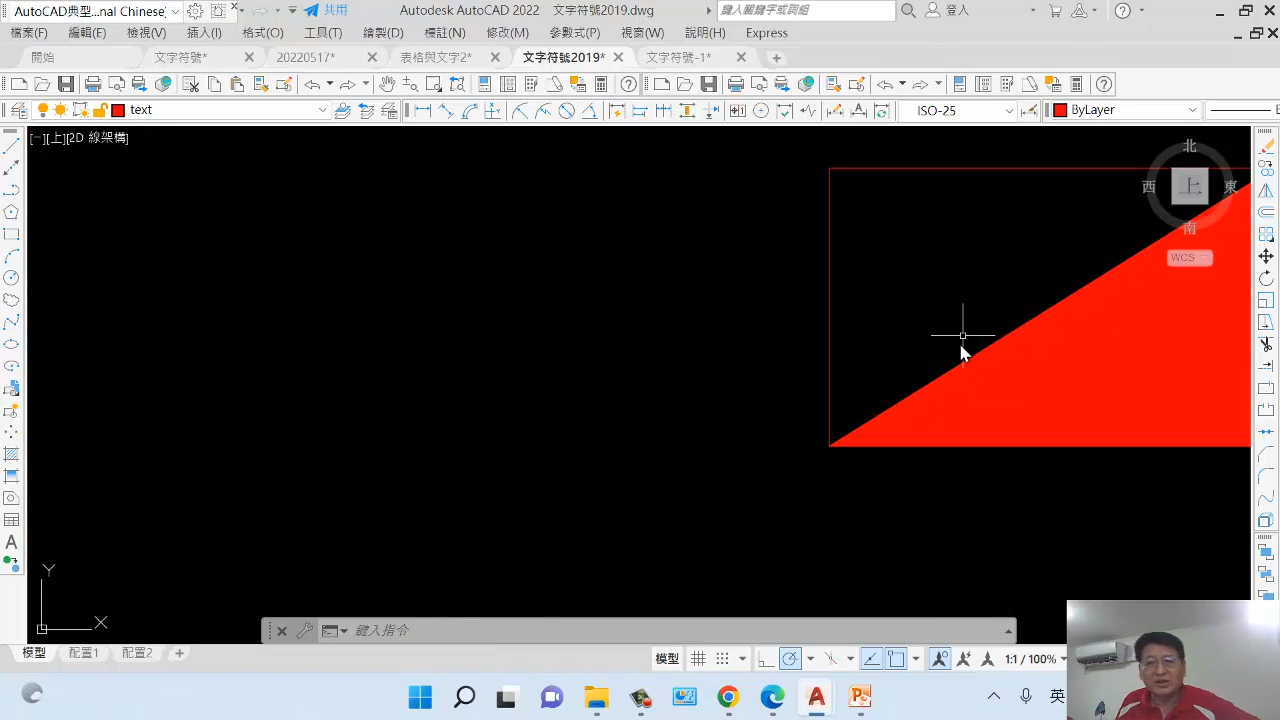 AutoCAD典型_nal Chinese
共用
Autodesk AutoCAD 2022 文字符號2019.dwg
鍵入關鍵字或詞組
登入
檔案(F) 編輯(E) 檢視(V) 插入(I) 格式(O) 工具(T) 繪製(D) 標註(N) 修改(M) 參數式(P) 視窗(W) 說明(H) Express
開始 文字符號* 20220517* 表格與文字2* 文字符號2019* 文字符號-1*
text
ISO-25
ByLayer
[−][上][2D 線架構]
北
西 上 東
南
WCS
Y
X
鍵入指令
模型 配置1 配置2
模型
1:1 / 100%
英